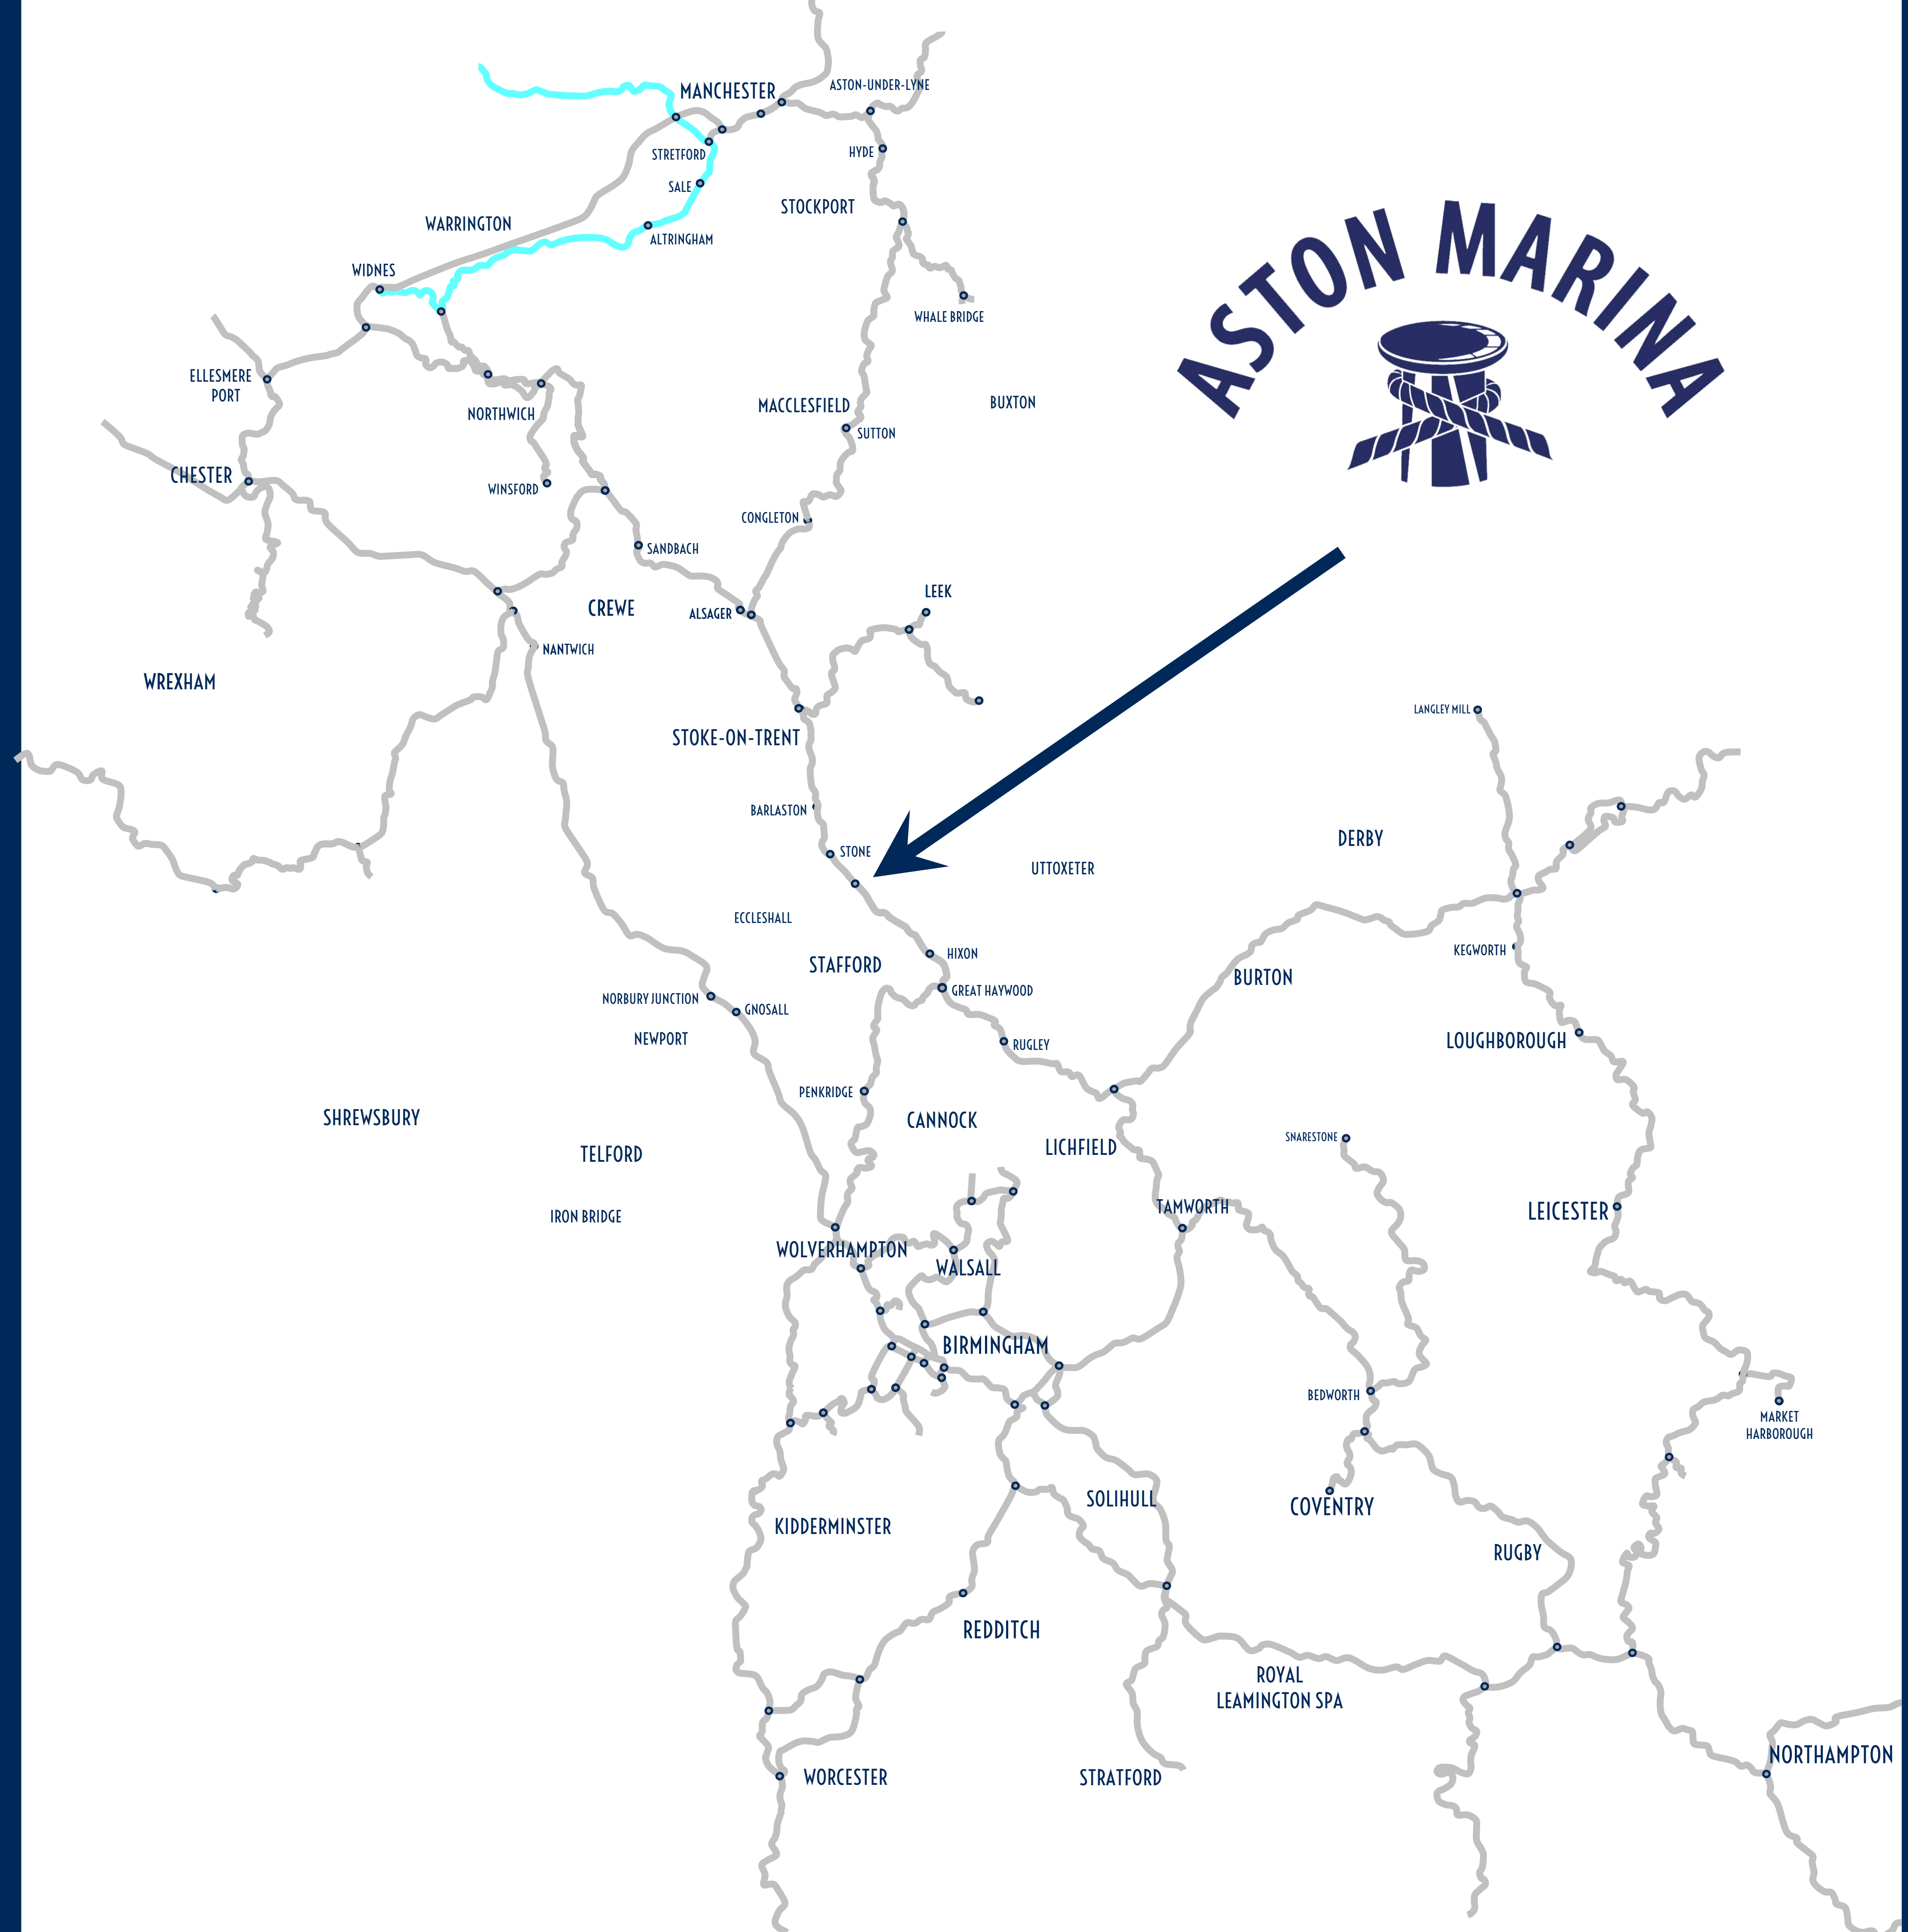 MANCHESTER
ASTON-UNDER-LYNE
STRETFORD
HYDE
SALE
STOCKPORT
WARRINGTON
ALTRINGHAM
WIDNES
WHALE BRIDGE
ASTON MARINA
ELLESMERE
PORT
NORTHWICH
MACCLESFIELD
BUXTON
SUTTON
CHESTER
WINSFORD
CONGLETON
SANDBACH
LEEK
CREWE
ALSAGER
NANTWICH
WREXHAM
LANGLEY MILL
STOKE-ON-TRENT
BARLASTON
DERBY
STONE
UTTOXETER
ECCLESHALL
HIXON
KEGWORTH
STAFFORD
BURTON
GREAT HAYWOOD
NORBURY JUNCTION
GNOSALL
NEWPORT
RUGLEY
LOUGHBOROUGH
PENKRIDGE
SHREWSBURY
CANNOCK
SNARESTONE
LICHFIELD
TELFORD
TAMWORTH
LEICESTER
IRON BRIDGE
WOLVERHAMPTON
WALSALL
BIRMINGHAM
BEDWORTH
MARKET
HARBOROUGH
SOLIHULL
COVENTRY
KIDDERMINSTER
RUGBY
REDDITCH
ROYAL
LEAMINGTON SPA
NORTHAMPTON
WORCESTER
STRATFORD